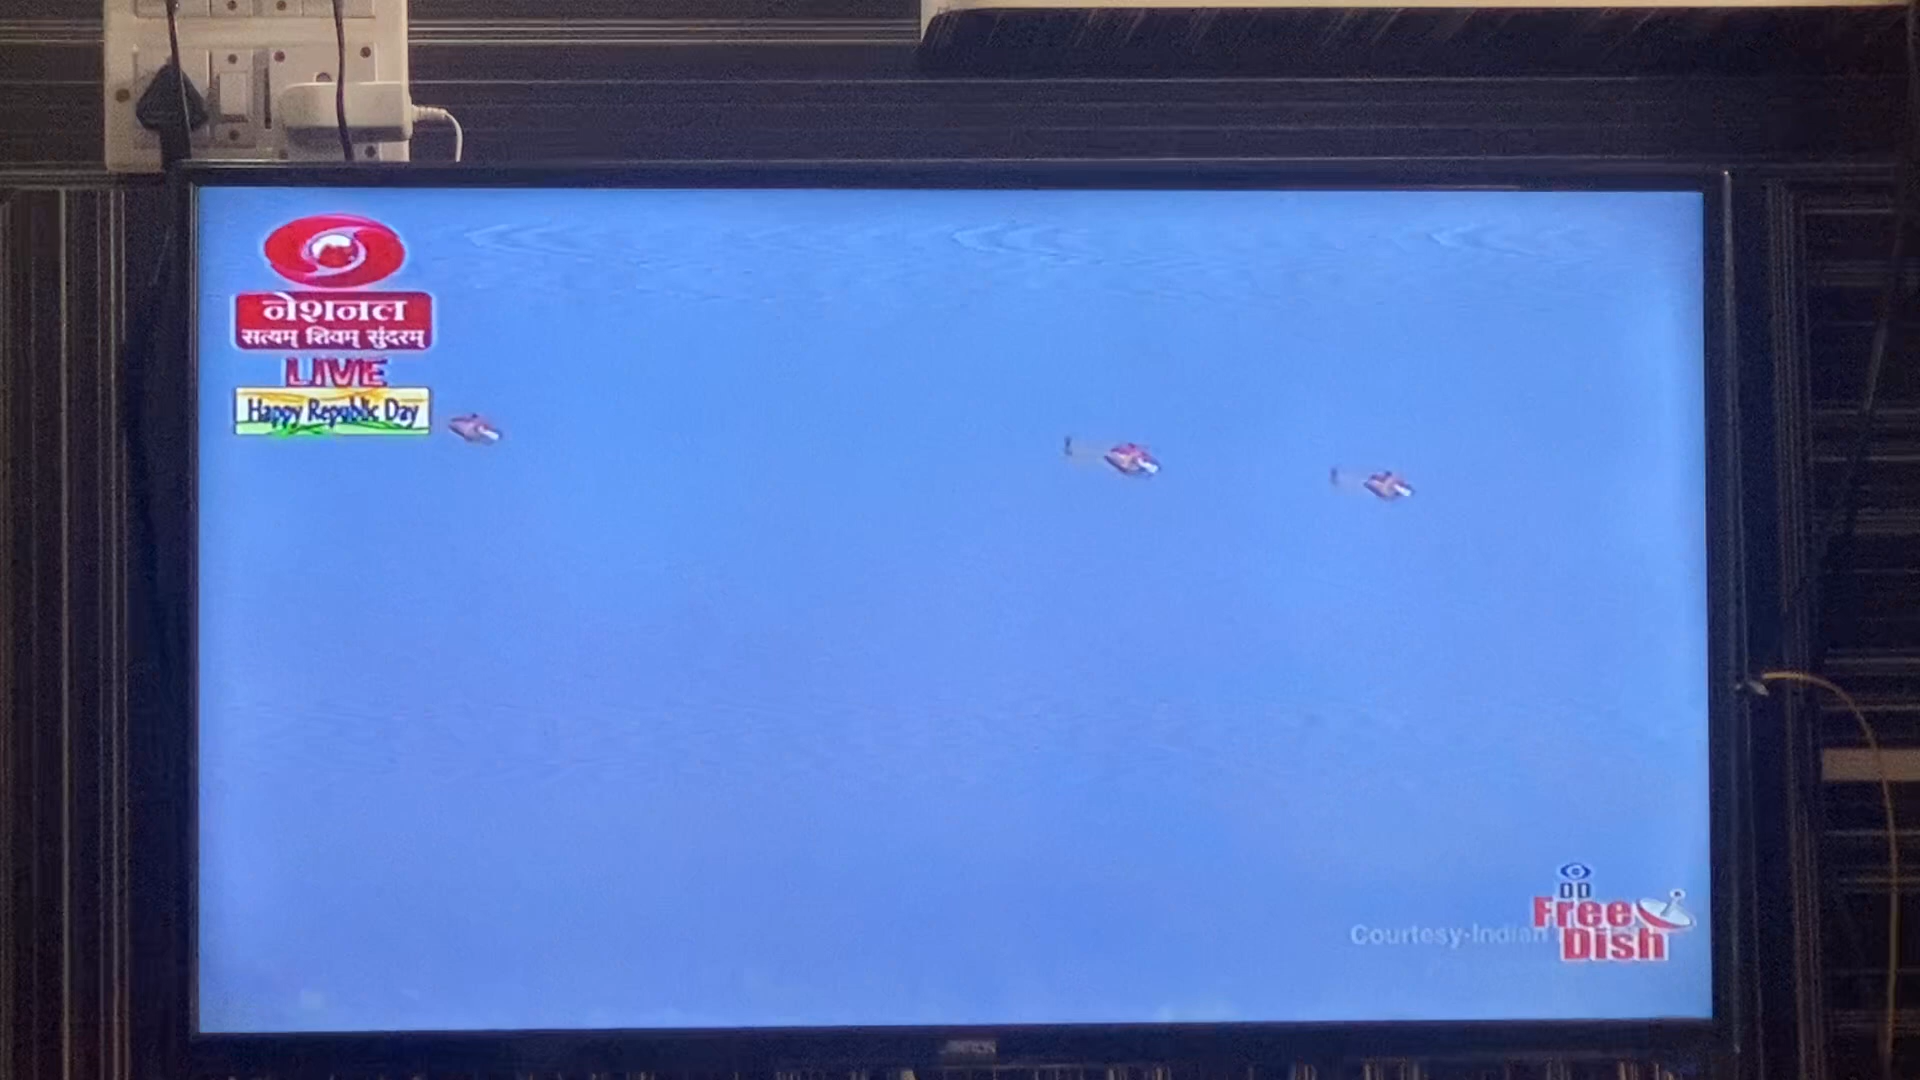 नेशनल
सत्यम् शिवम् सुंदरम्
LIVE
Happy Republic Day
DD
Free
Courtesy-Indian
Dish